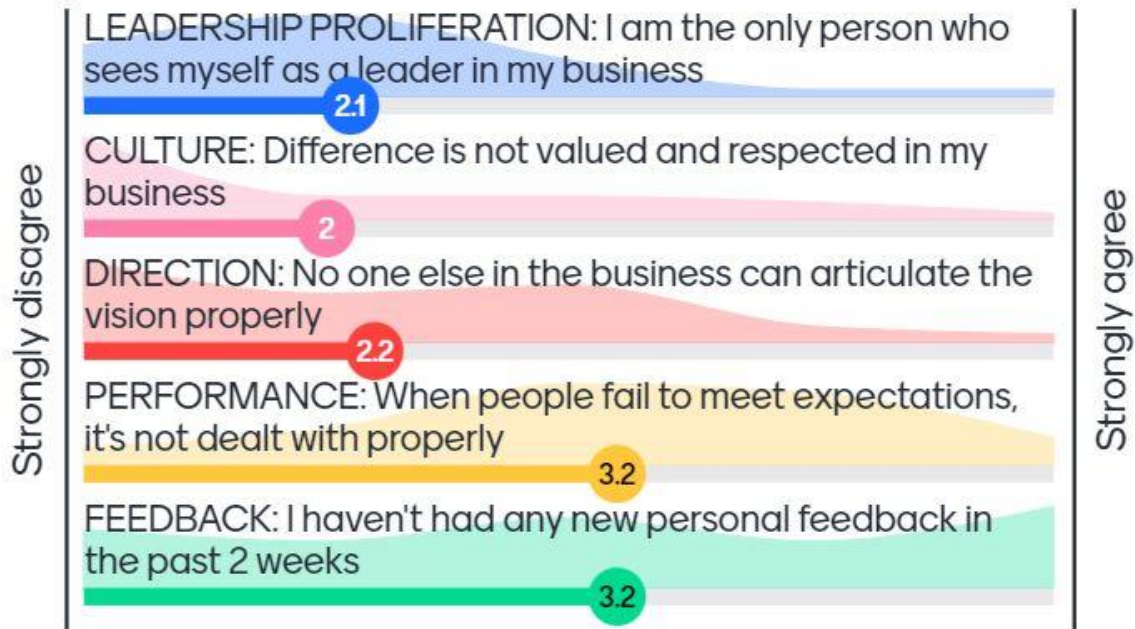 LEADERSHIP PROLIFERATION: I am the only person who
sees myself as a leader in my business
2.1
CULTURE: Difference is not valued and respected in my
business
2
DIRECTION: No one else in the business can articulate the
vision properly
2.2
PERFORMANCE: When people fail to meet expectations,
it's not dealt with properly
3.2
FEEDBACK: I haven't had any new personal feedback in
the past 2 weeks
3.2
Strongly disagree
Strongly agree